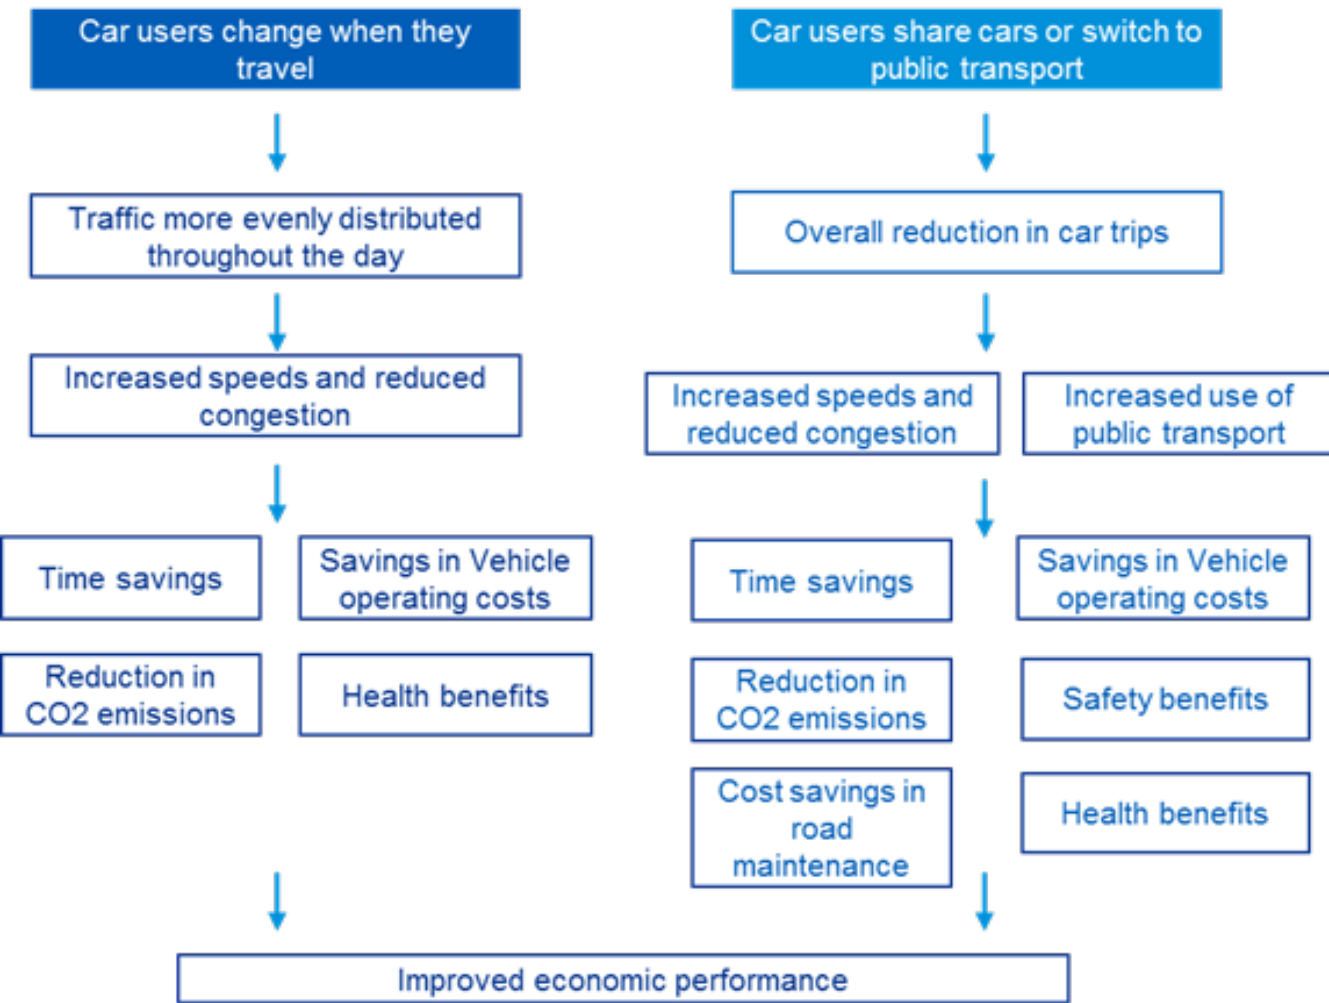 Car users change when they
travel
Car users share cars or switch to
public transport
Traffic more evenly distributed
throughout the day
Overall reduction in car trips
Increased speeds and reduced
congestion
Increased speeds and
reduced congestion
Increased use of
public transport
Time savings
Savings in Vehicle
operating costs
Time savings
Savings in Vehicle
operating costs
Reduction in
CO2 emissions
Health benefits
Reduction in
CO2 emissions
Safety benefits
Cost savings in
road
maintenance
Health benefits
Improved economic performance